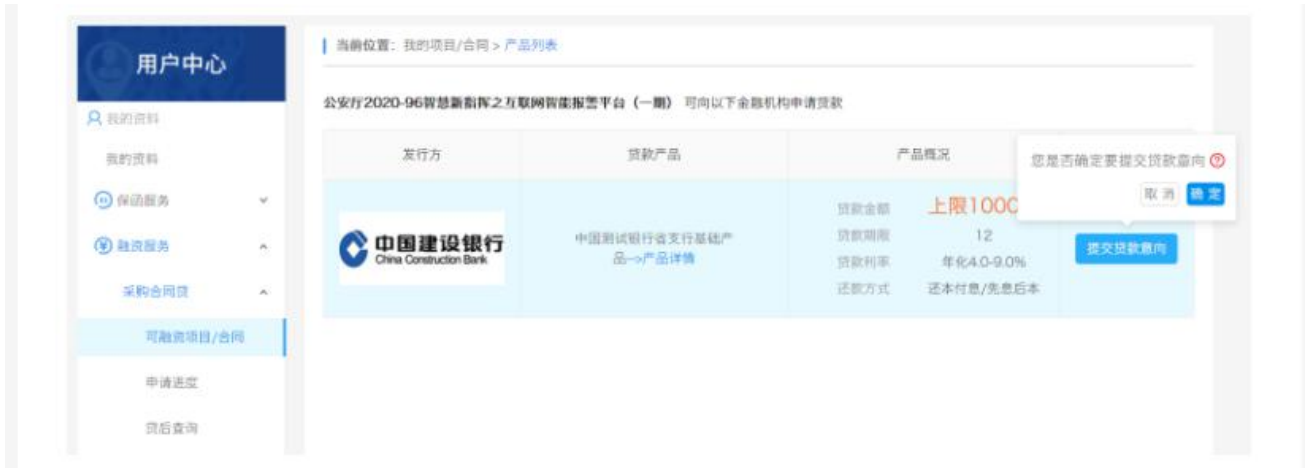 用户中心
我的资料
我的资料
保函服务
融资服务
采购合同贷
可融资项目/合同
申请进度
贷后查询
当前位置：我的项目/合同 > 产品列表
公安厅2020-96智慧新指挥之互联网智能报警平台（一期） 可向以下金融机构申请贷款
发行方 贷款产品 产品概况
您是否确定要提交贷款意向
取消 确定
中国建设银行
China Construction Bank
中国测试银行省支行基础产
品-->产品详情
贷款金额 上限1000
贷款期限 12
贷款利率 年化4.0-9.0%
还款方式 还本付息/先息后本
提交贷款意向